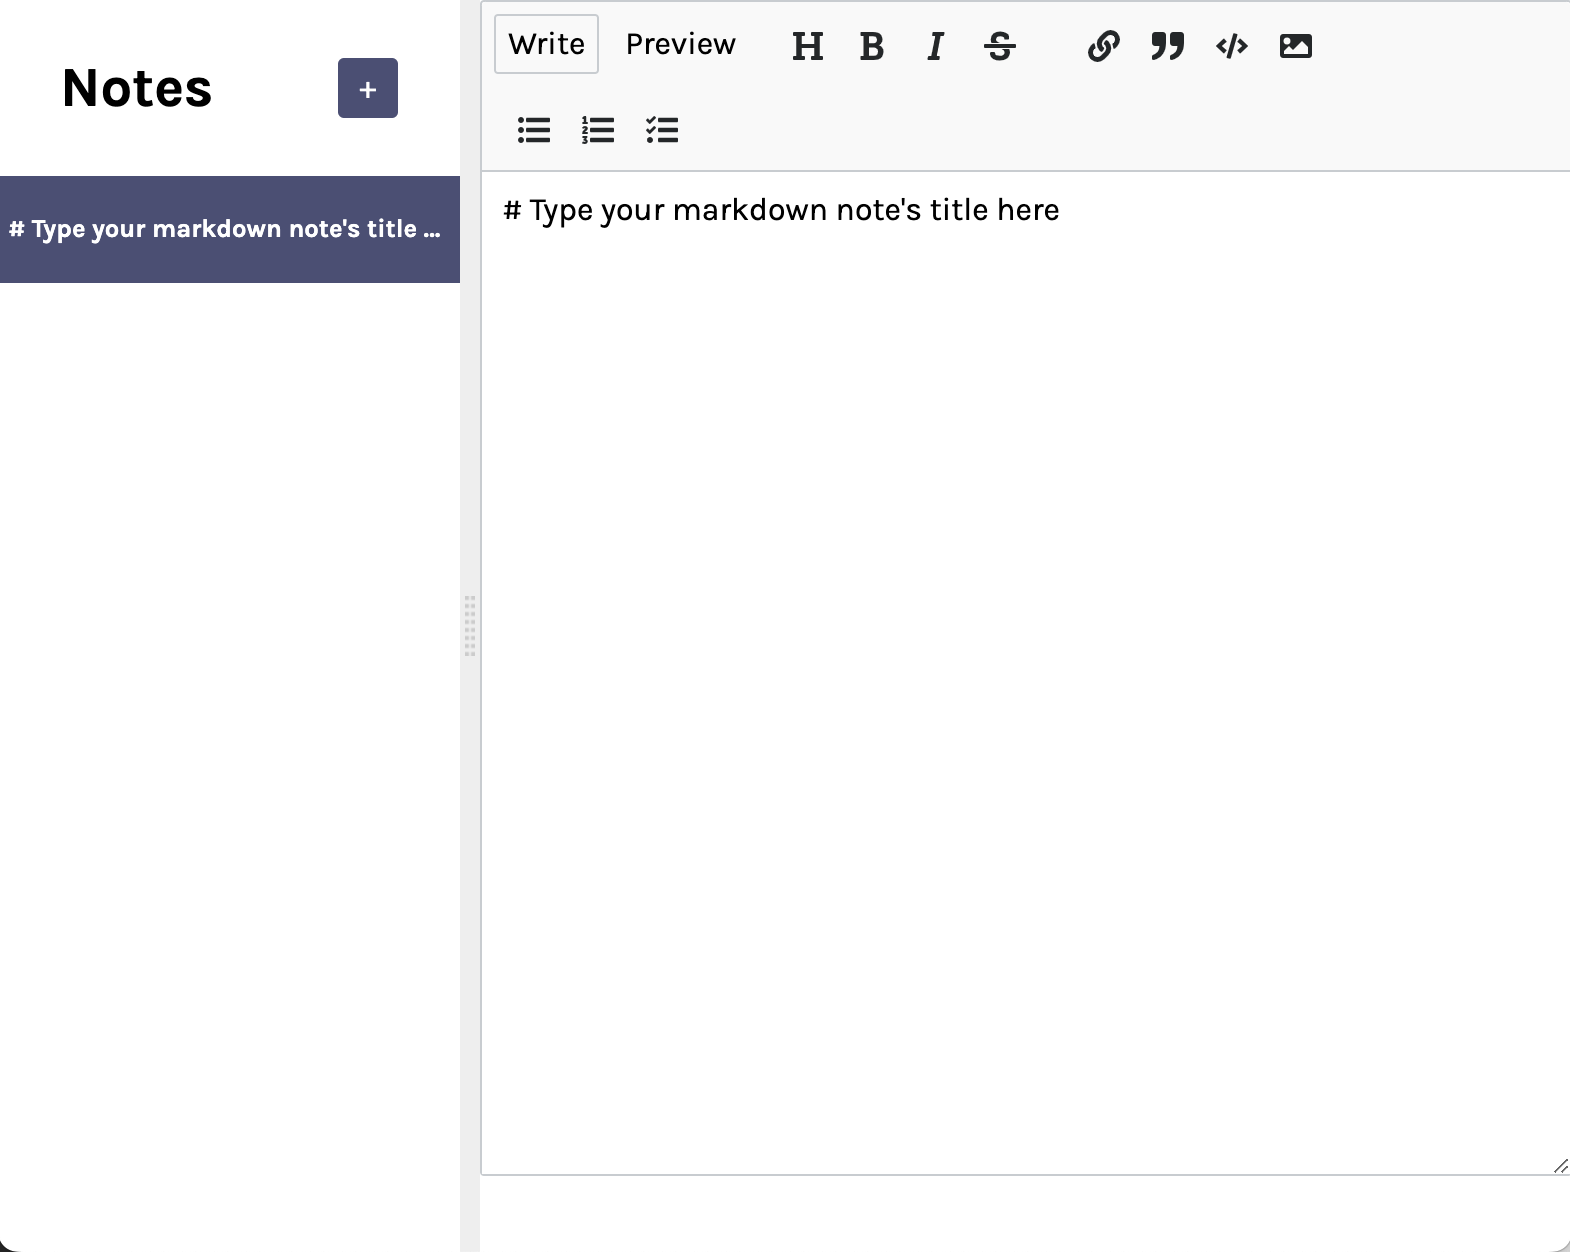 Notes
+
# Type your markdown note's title ...
Write Preview H B I S
# Type your markdown note's title here